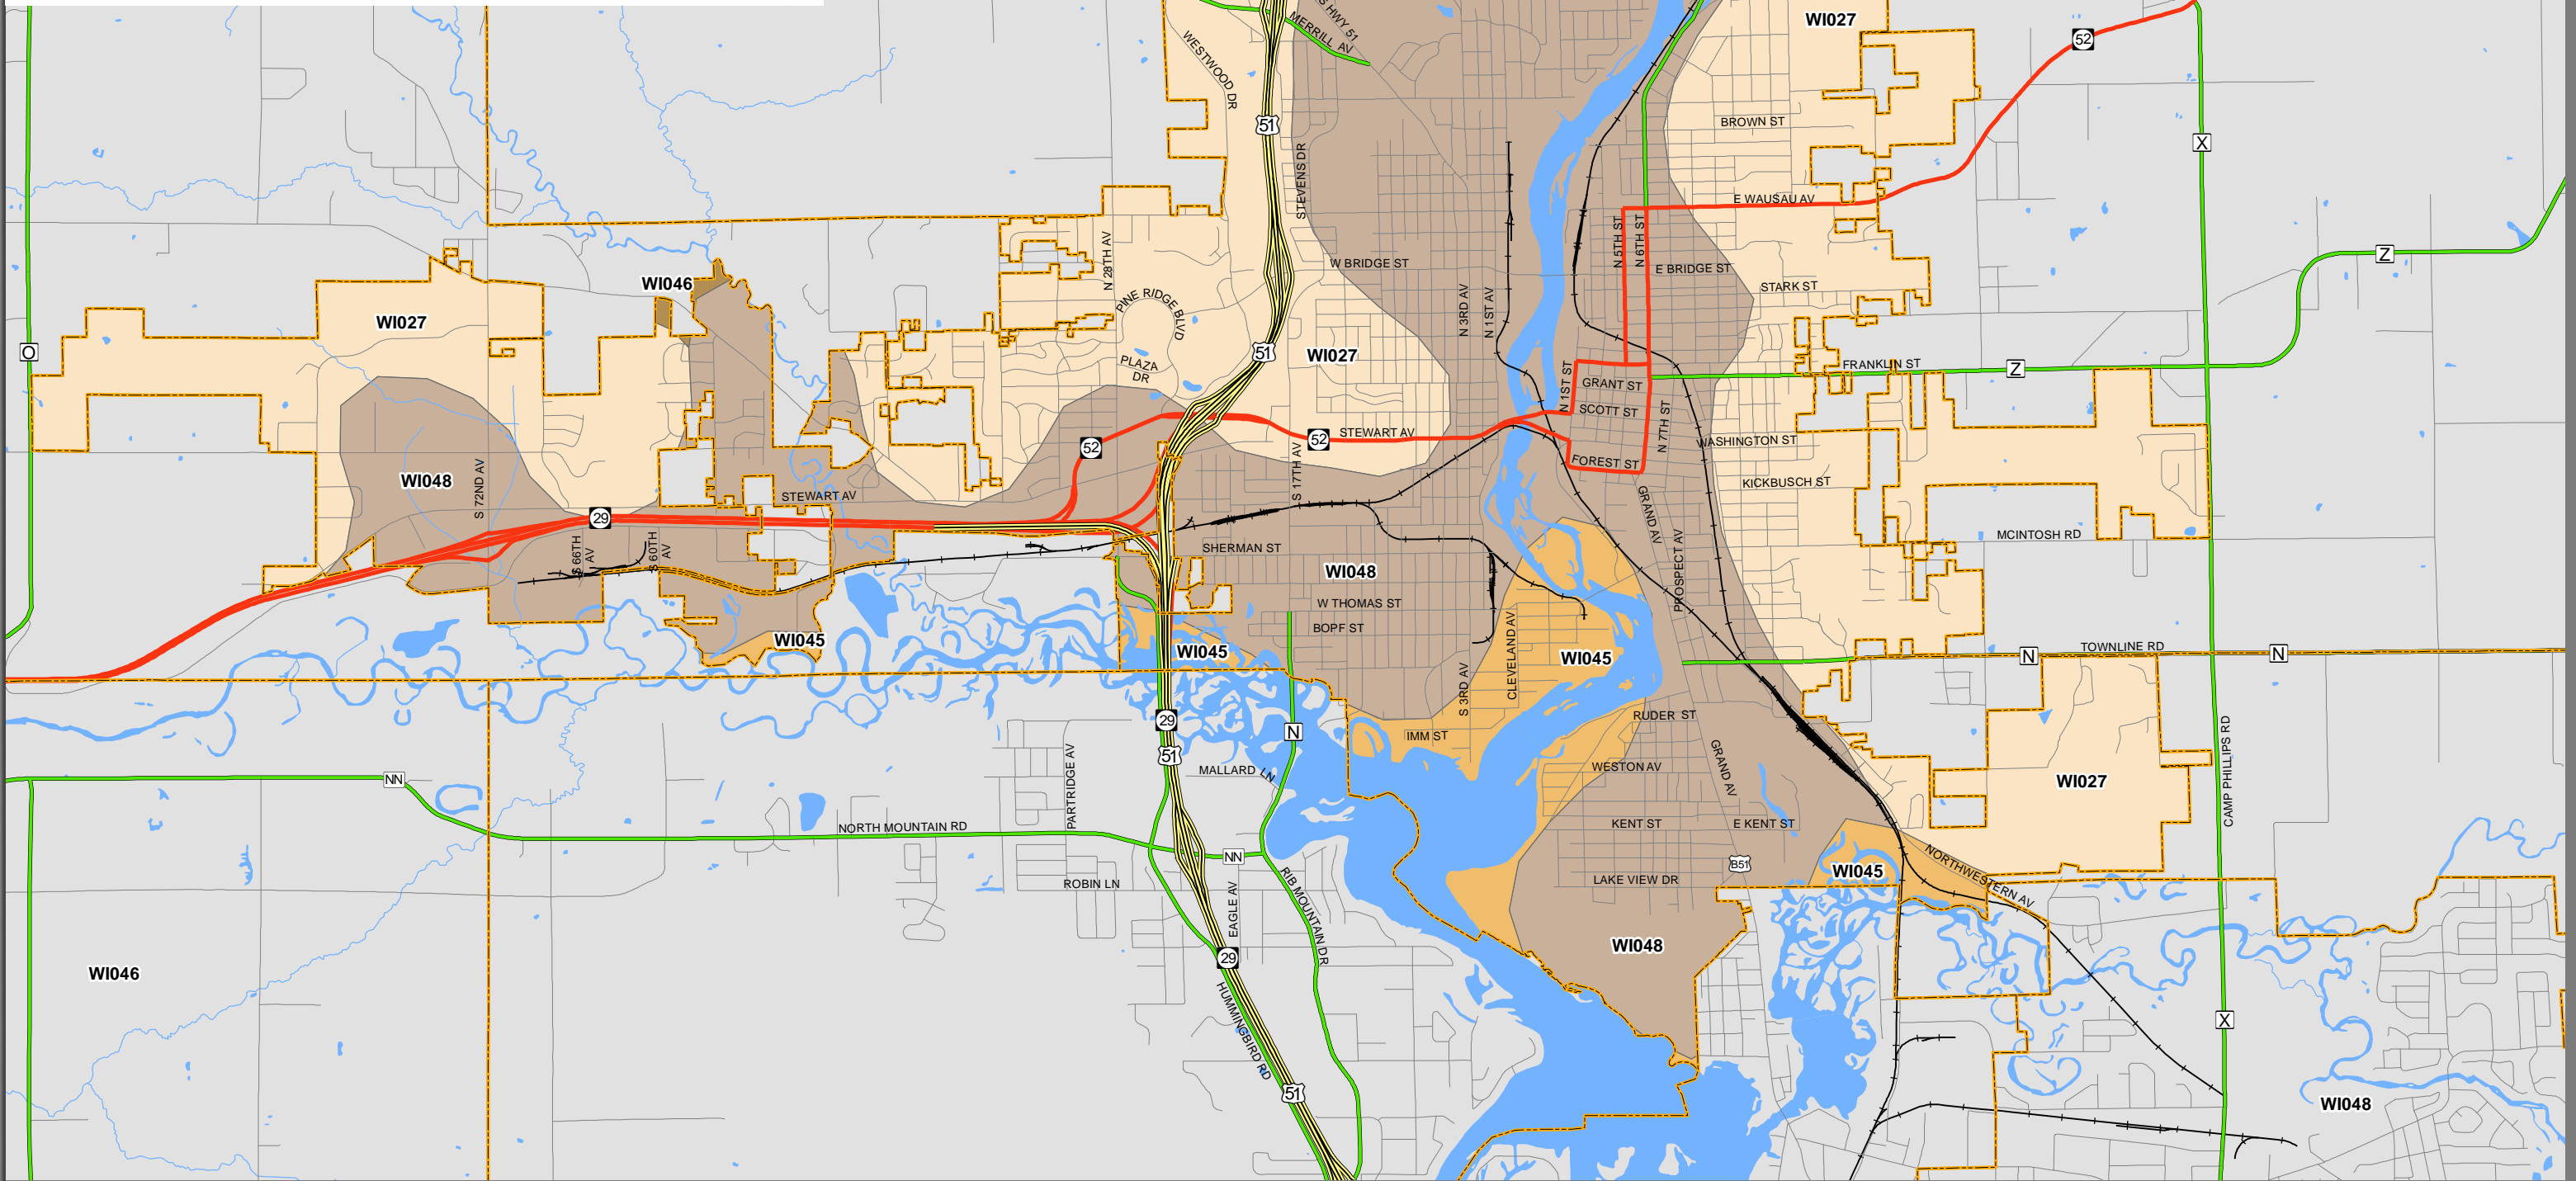 S HWY 51
MERRILL AV
WI027
52
WESTWOOD DR
51
BROWN ST
X
STEVENS DR
E WAUSAU AV
N 5TH ST
N 6TH ST
N 28TH AV
W BRIDGE ST
E BRIDGE ST
Z
WI046
STARK ST
PINE RIDGE BLVD
N 3RD AV
N 1ST AV
WI027
O
51
WI027
PLAZA
DR
FRANKLIN ST
Z
N 1ST ST
GRANT ST
SCOTT ST
N 7TH ST
52
52
STEWART AV
WASHINGTON ST
FOREST ST
S 17TH AV
WI048
S 72ND AV
KICKBUSCH ST
STEWART AV
GRAND AV
29
MCINTOSH RD
S 66TH
AV
S 60TH
AV
SHERMAN ST
WI048
PROSPECT AV
W THOMAS ST
BOPF ST
WI045
WI045
CLEVELAND AV
WI045
TOWNLINE RD
N
N
S 3RD AV
29
N
RUDER ST
IMM ST
51
PARTRIDGE AV
MALLARD LN
WESTON AV
GRAND AV
CAMP PHILLIPS RD
NN
WI027
NORTH MOUNTAIN RD
KENT ST
E KENT ST
NN
B51
WI045
NORTHWESTERN AV
ROBIN LN
LAKE VIEW DR
EAGLE AV
RIB MOUNTAIN DR
WI048
29
WI046
HUMMINGBIRD RD
X
51
WI048